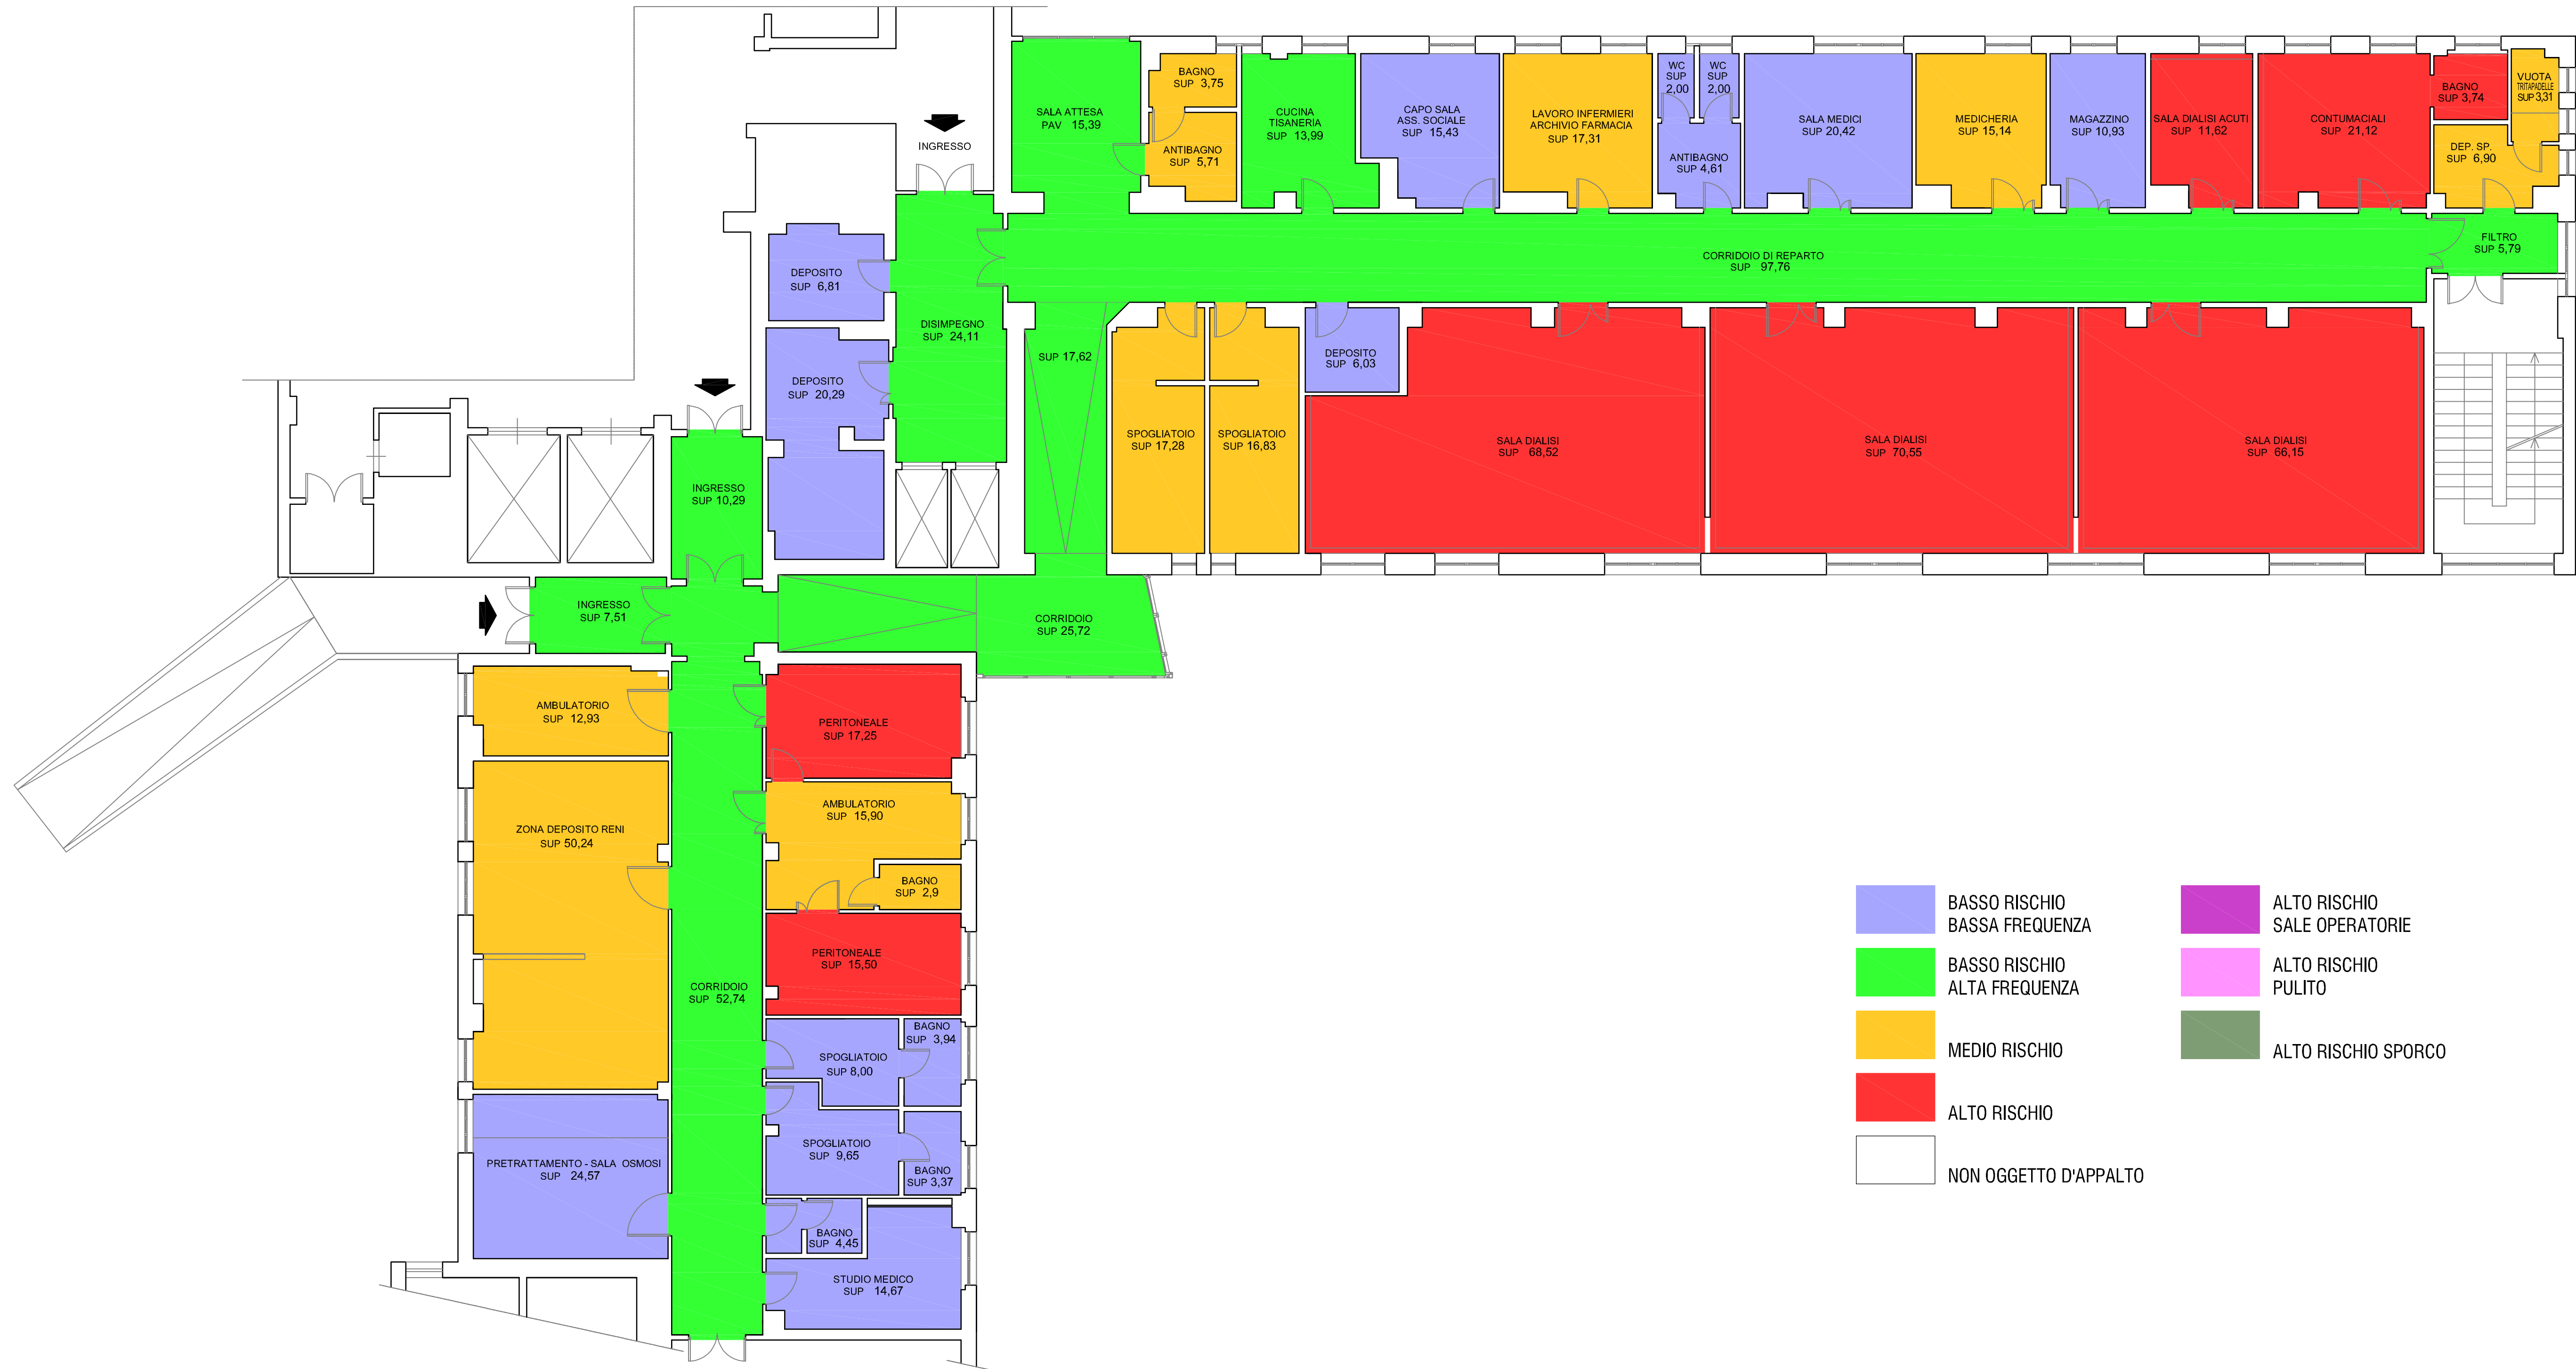 BAGNO
SUP 3,75
SALA ATTESA
PAV 15,39
ANTIBAGNO
SUP 5,71
CUCINA
TISANERIA
SUP 13,99
CAPO SALA
ASS. SOCIALE
SUP 15,43
LAVORO INFERMIERI
ARCHIVIO FARMACIA
SUP 17,31
WC
SUP
2,00
WC
SUP
2,00
ANTIBAGNO
SUP 4,61
SALA MEDICI
SUP 20,42
MEDICHERIA
SUP 15,14
MAGAZZINO
SUP 10,93
SALA DIALISI ACUTI
SUP 11,62
CONTUMACIALI
SUP 21,12
BAGNO
SUP 3,74
VUOTA
TRITAPADELLE
SUP 3,31
DEP. SP.
SUP 6,90
INGRESSO
CORRIDOIO DI REPARTO
SUP 97,76
FILTRO
SUP 5,79
DEPOSITO
SUP 6,81
DISIMPEGNO
SUP 24,11
SUP 17,62
DEPOSITO
SUP 6,03
DEPOSITO
SUP 20,29
SPOGLIATOIO
SUP 17,28
SPOGLIATOIO
SUP 16,83
SALA DIALISI
SUP 68,52
SALA DIALISI
SUP 70,55
SALA DIALISI
SUP 66,15
INGRESSO
SUP 10,29
INGRESSO
SUP 7,51
CORRIDOIO
SUP 25,72
AMBULATORIO
SUP 12,93
PERITONEALE
SUP 17,25
ZONA DEPOSITO RENI
SUP 50,24
AMBULATORIO
SUP 15,90
BAGNO
SUP 2,9
PERITONEALE
SUP 15,50
CORRIDOIO
SUP 52,74
SPOGLIATOIO
SUP 8,00
BAGNO
SUP 3,94
SPOGLIATOIO
SUP 9,65
BAGNO
SUP 3,37
PRETRATTAMENTO - SALA OSMOSI
SUP 24,57
BAGNO
SUP 4,45
STUDIO MEDICO
SUP 14,67
BASSO RISCHIO
BASSA FREQUENZA
BASSO RISCHIO
ALTA FREQUENZA
MEDIO RISCHIO
ALTO RISCHIO
NON OGGETTO D'APPALTO
ALTO RISCHIO
SALE OPERATORIE
ALTO RISCHIO
PULITO
ALTO RISCHIO SPORCO